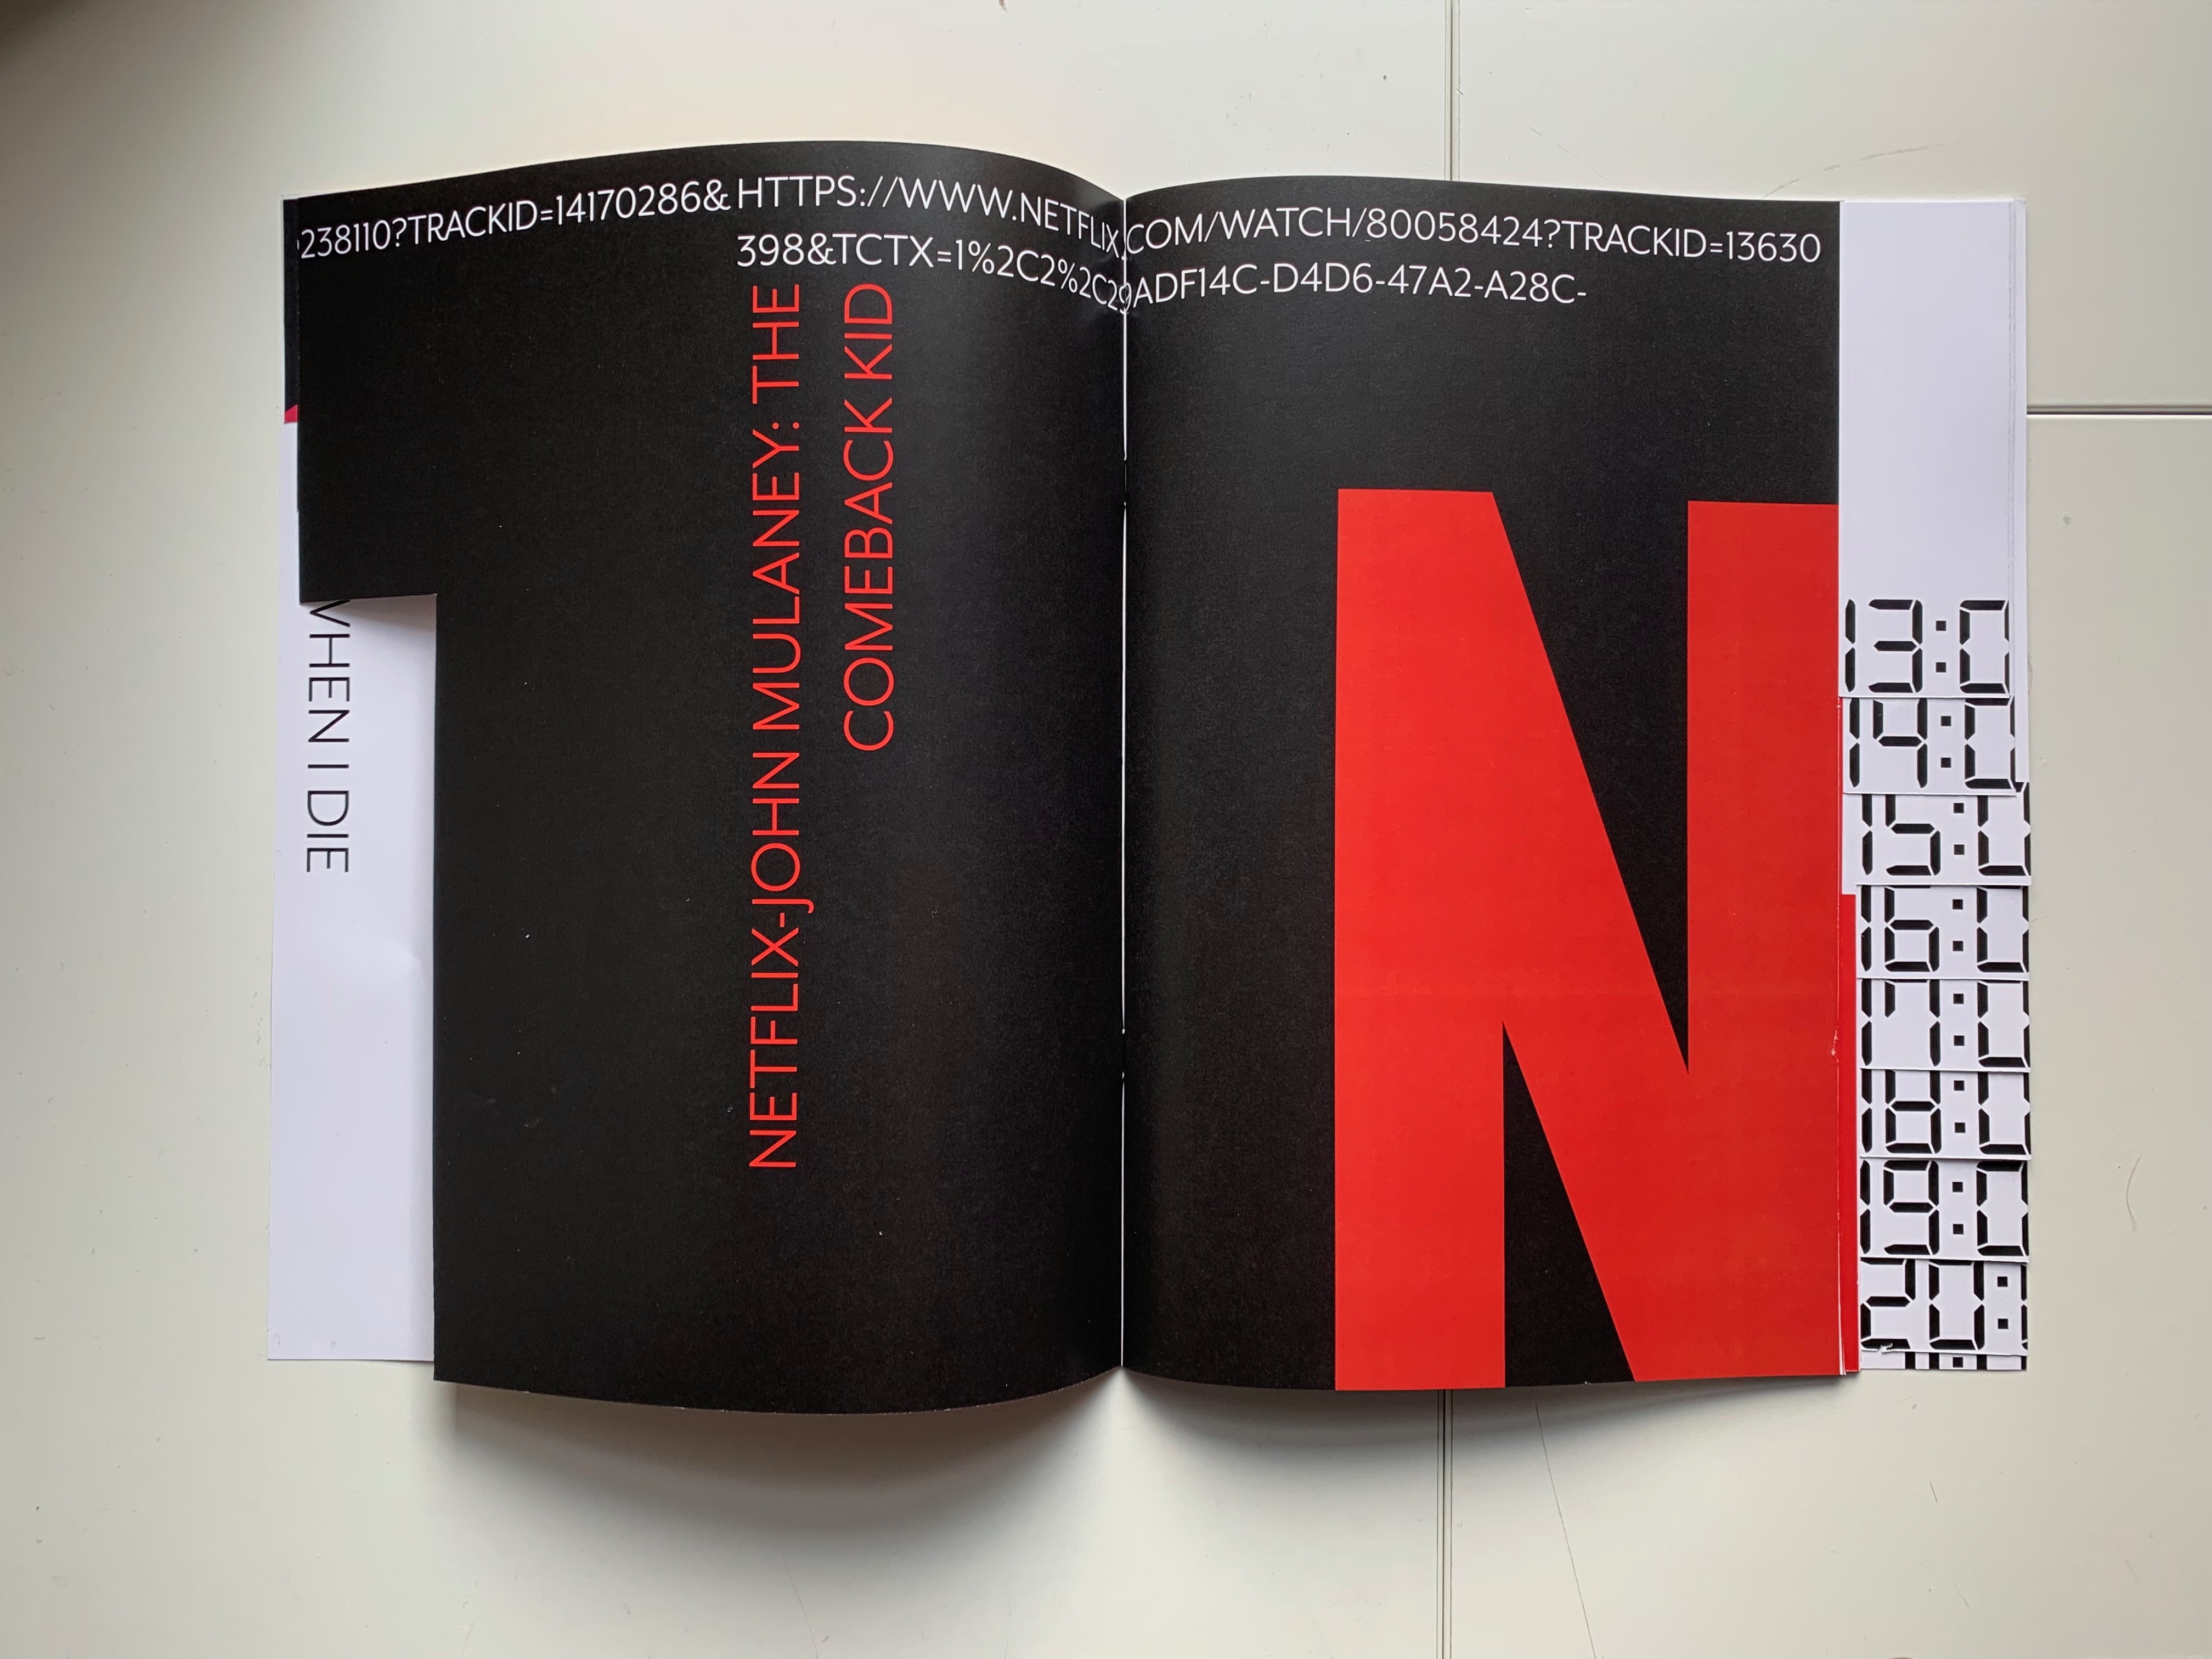 238110?TRACKID=14170286&
HTTPS://WWW.NETFLIX.COM/WATCH/80058424?TRACKID=13630
398&TCTX=1%2C2%2C29ADF14C-D4D6-47A2-A28C-
NETFLIX-JOHN MULANEY: THE
COMEBACK KID
WHEN I DIE
N
13:0
14:0
15:0
16:0
17:0
18:0
19:0
20: